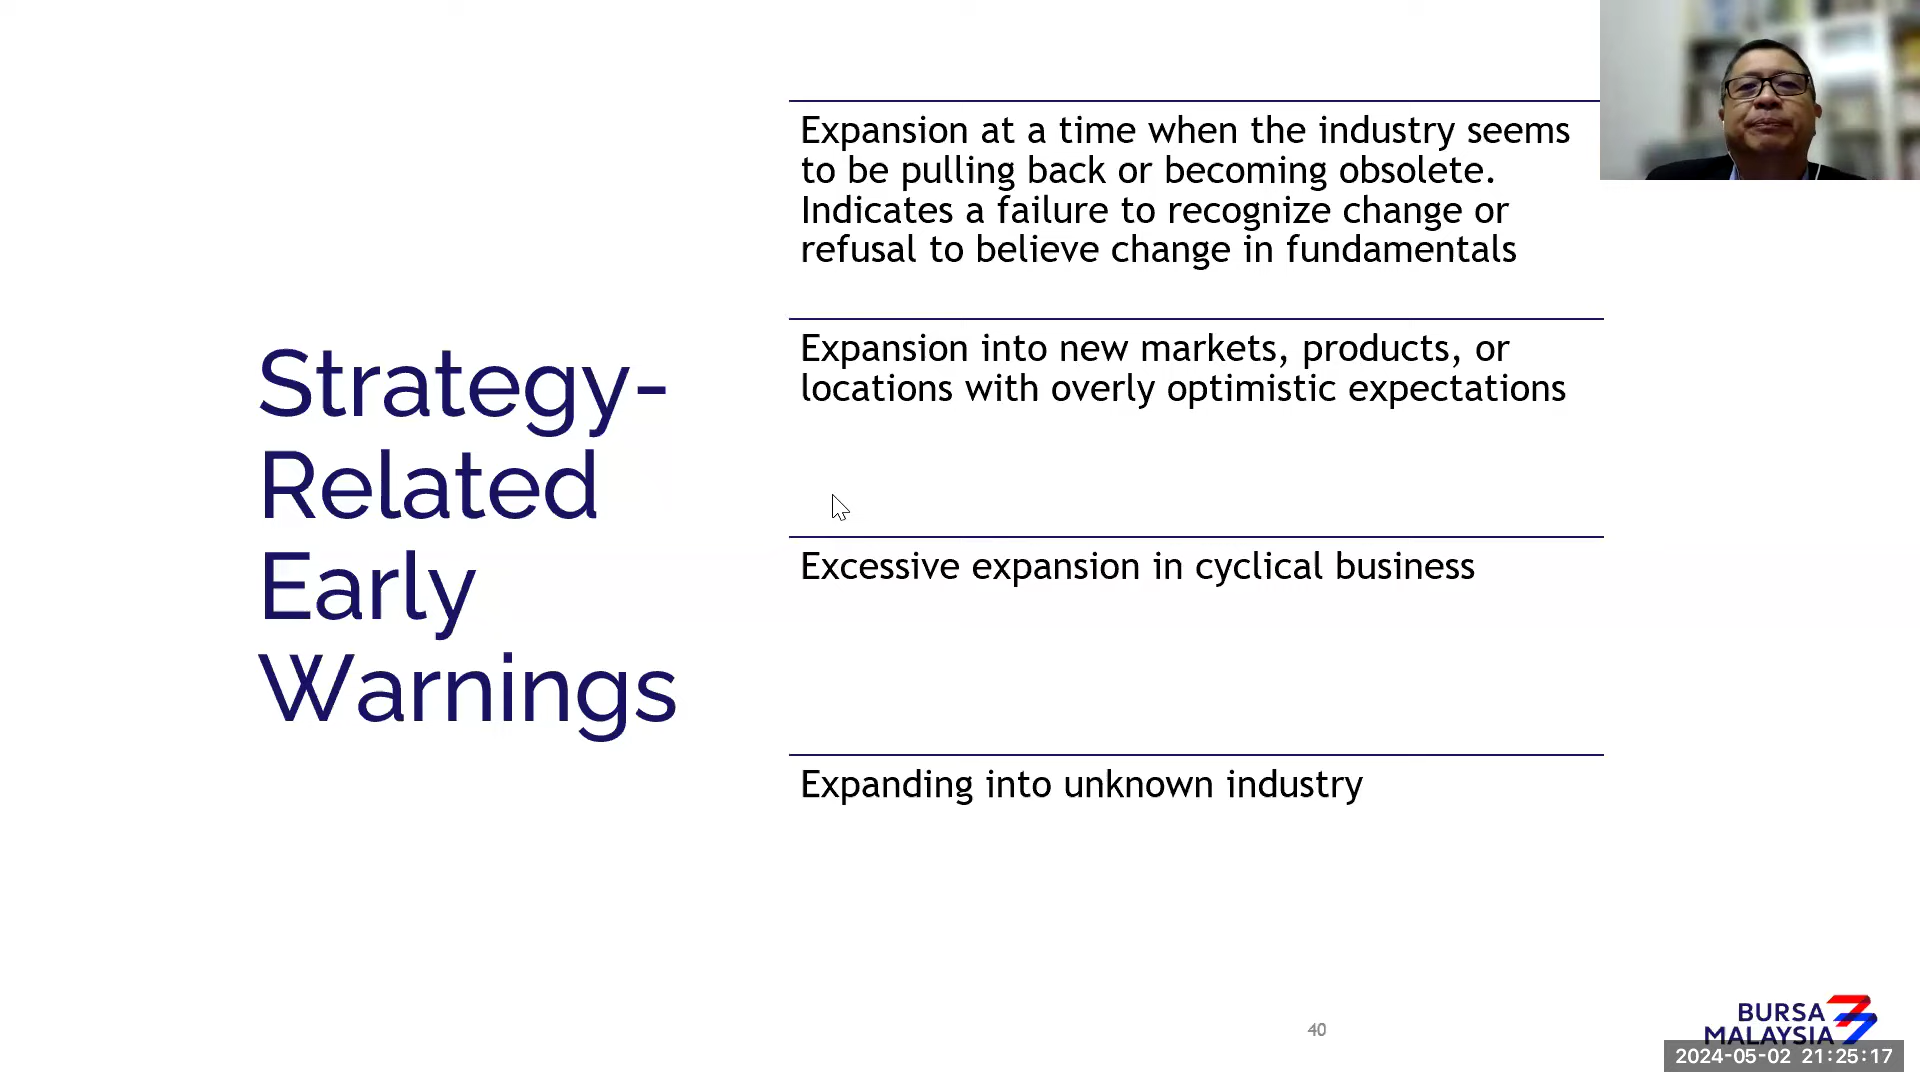 Strategy-
Related
Early
Warnings
Expansion at a time when the industry seems
to be pulling back or becoming obsolete.
Indicates a failure to recognize change or
refusal to believe change in fundamentals
Expansion into new markets, products, or
locations with overly optimistic expectations
Excessive expansion in cyclical business
Expanding into unknown industry
40
BURSA
MALAYSIA
2024-05-02 21:25:17